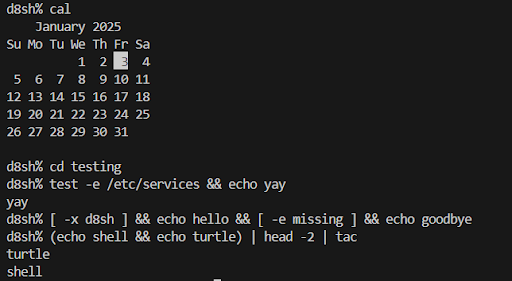 d8sh% cal
    January 2025
Su Mo Tu We Th Fr Sa
          1  2  3  4
 5  6  7  8  9 10 11
12 13 14 15 16 17 18
19 20 21 22 23 24 25
26 27 28 29 30 31

d8sh% cd testing
d8sh% test -e /etc/services && echo yay
yay
d8sh% [ -x d8sh ] && echo hello && [ -e missing ] && echo goodbye
d8sh% (echo shell && echo turtle) | head -2 | tac
turtle
shell